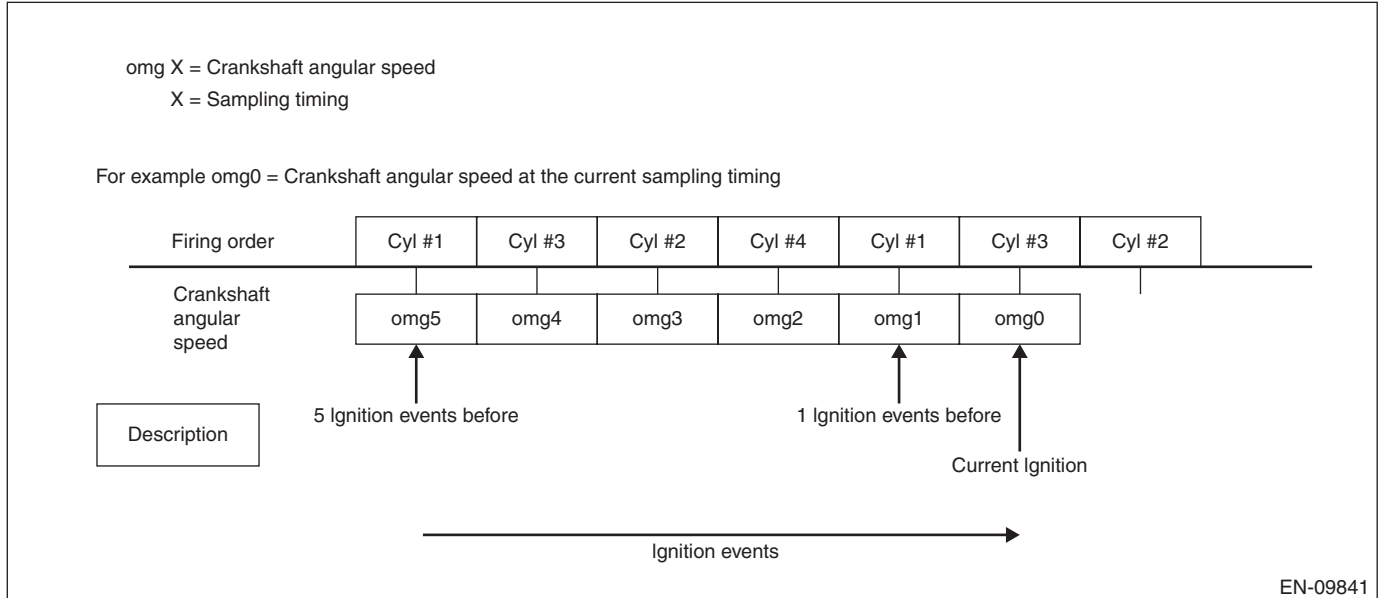 omg X = Crankshaft angular speed
X = Sampling timing
For example omg0 = Crankshaft angular speed at the current sampling timing
Firing order Cyl #1 Cyl #3 Cyl #2 Cyl #4 Cyl #1 Cyl #3 Cyl #2
Crankshaft
angular
speed
omg5 omg4 omg3 omg2 omg1 omg0
5 Ignition events before 1 Ignition events before
Description
Current Ignition
Ignition events
EN-09841